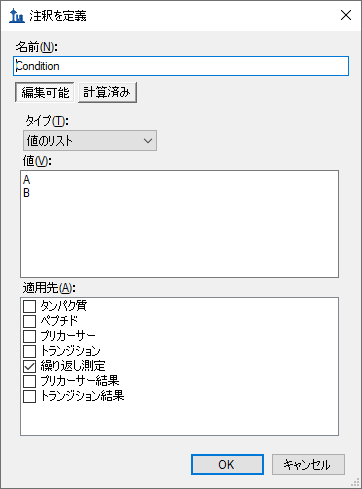 注釈を定義
名前(N):
Condition
編集可能 計算済み
タイプ(T):
値のリスト
値(V):
A
B
適用先(A):
タンパク質
ペプチド
プリカーサー
トランジション
繰り返し測定
プリカーサー結果
トランジション結果
OK キャンセル